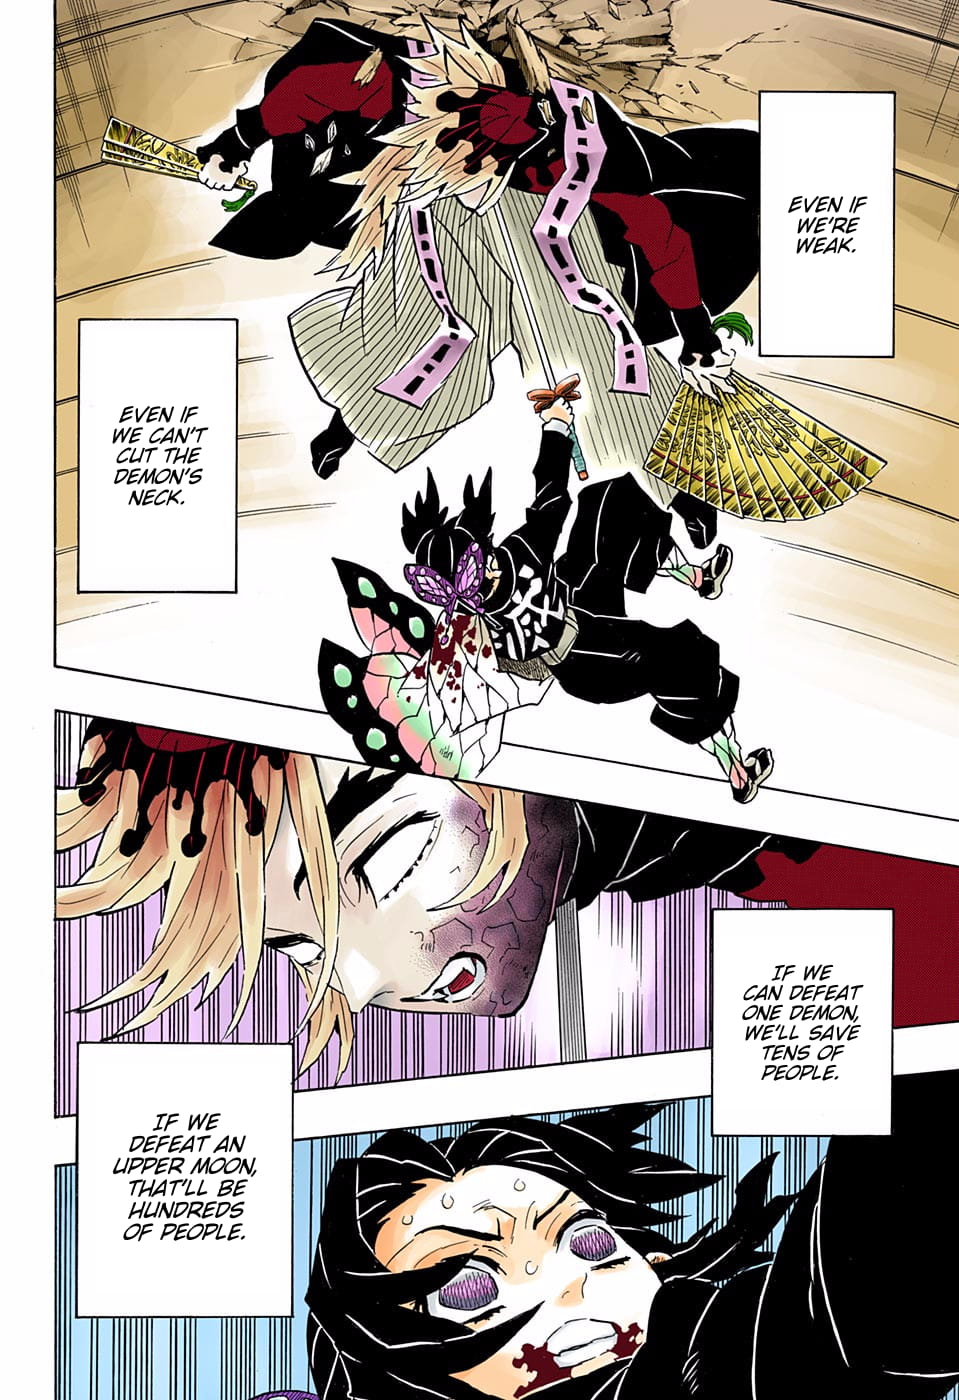 EVEN IF
WE'RE
WEAK.
EVEN IF
WE CAN'T
CUT THE
DEMON'S
NECK.
滅
IF WE
CAN DEFEAT
ONE DEMON,
WE'LL SAVE
TENS OF
PEOPLE.
IF WE
DEFEAT AN
UPPER MOON,
THAT'LL BE
HUNDREDS
OF PEOPLE.